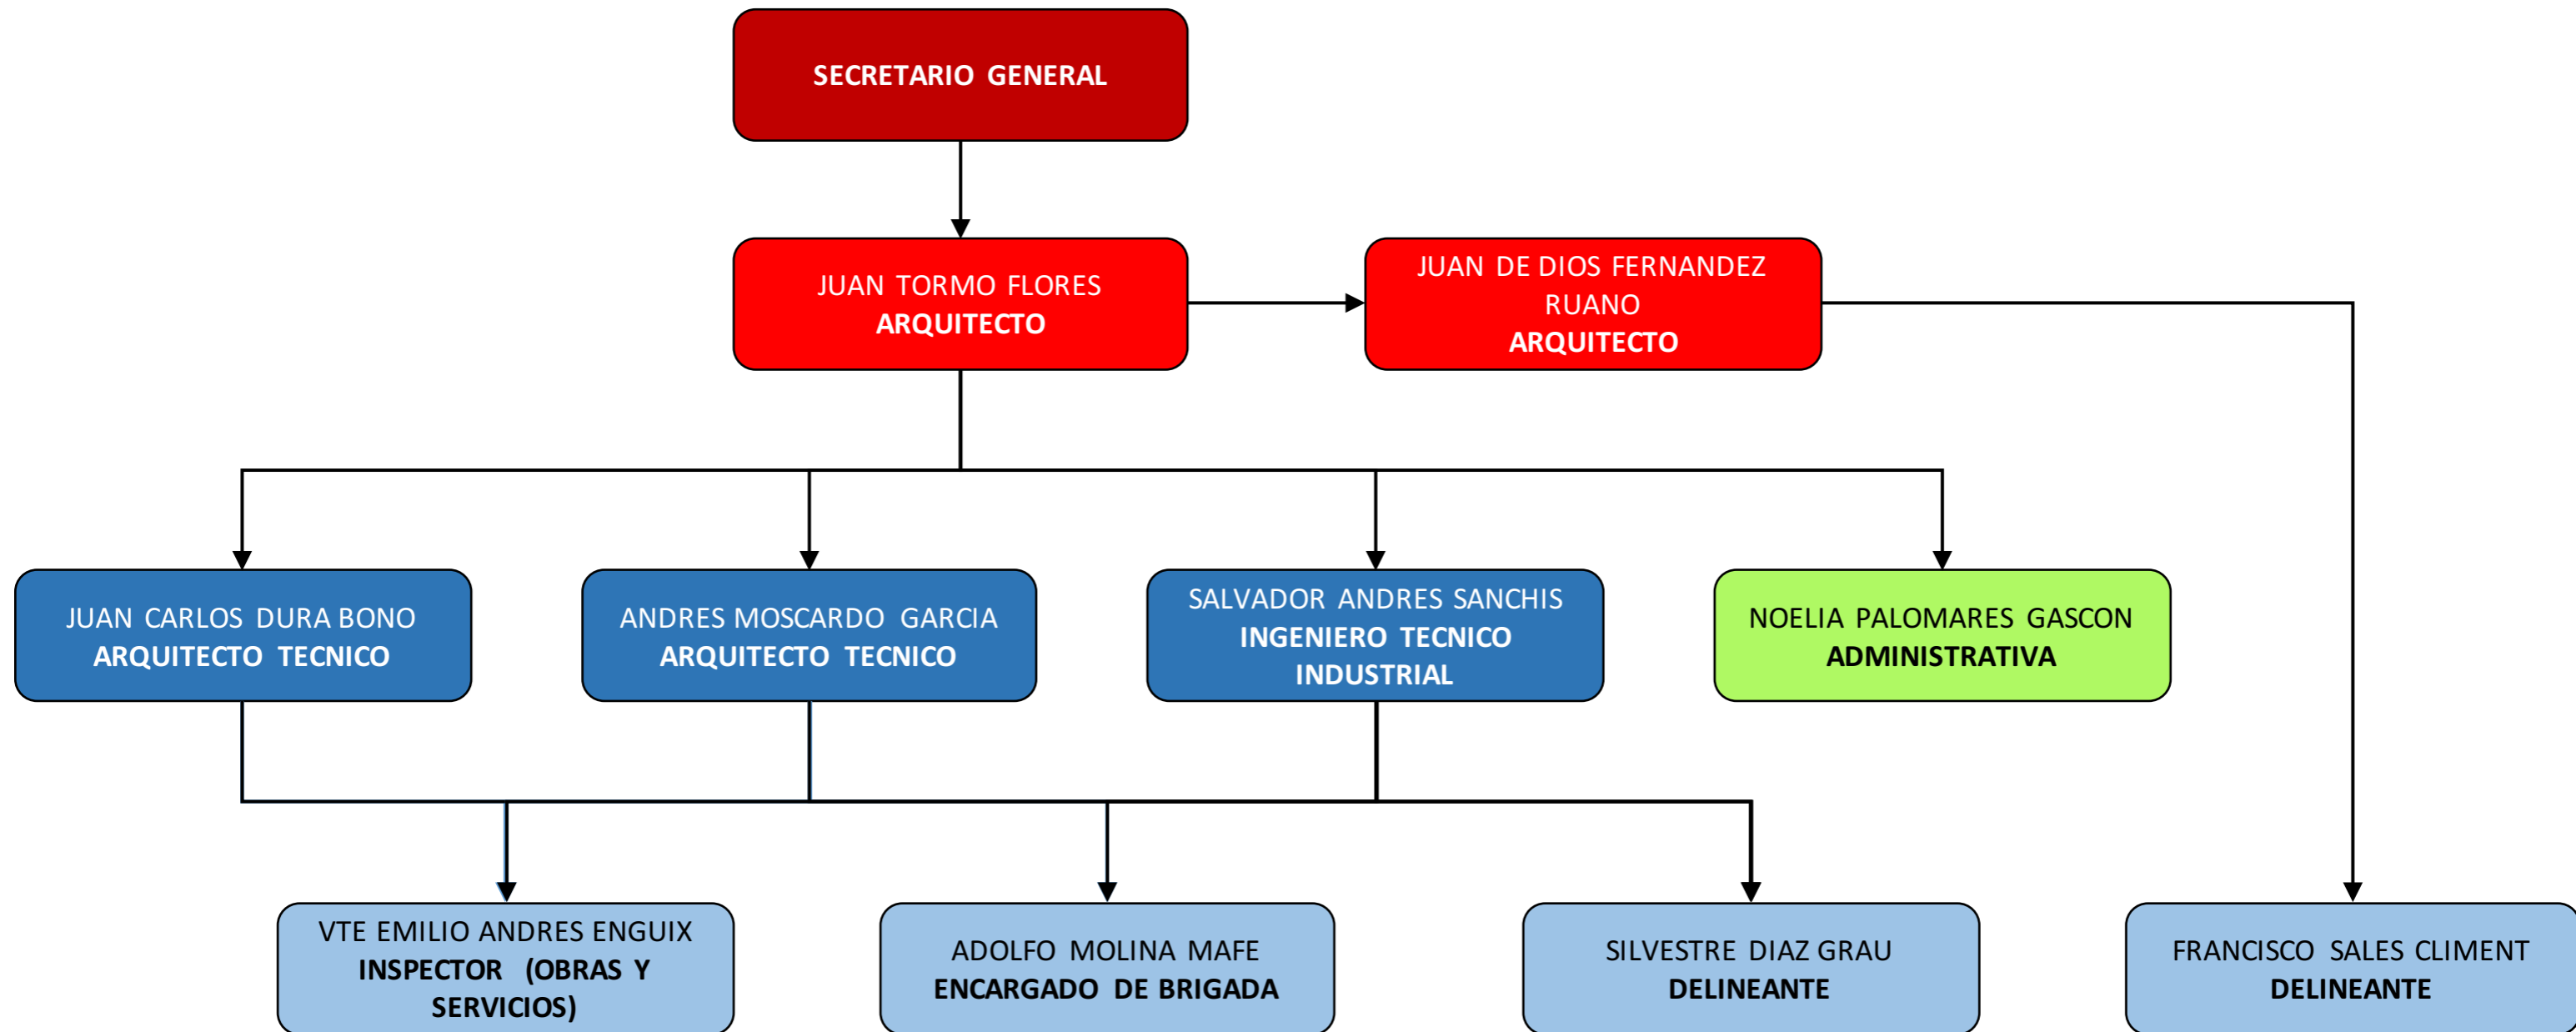 SECRETARIO GENERAL
JUAN TORMO FLORES
ARQUITECTO
JUAN DE DIOS FERNANDEZ
RUANO
ARQUITECTO
JUAN CARLOS DURA BONO
ARQUITECTO TECNICO
ANDRES MOSCARDO GARCIA
ARQUITECTO TECNICO
SALVADOR ANDRES SANCHIS
INGENIERO TECNICO
INDUSTRIAL
NOELIA PALOMARES GASCON
ADMINISTRATIVA
VTE EMILIO ANDRES ENGUIX
INSPECTOR (OBRAS Y
SERVICIOS)
ADOLFO MOLINA MAFE
ENCARGADO DE BRIGADA
SILVESTRE DIAZ GRAU
DELINEANTE
FRANCISCO SALES CLIMENT
DELINEANTE